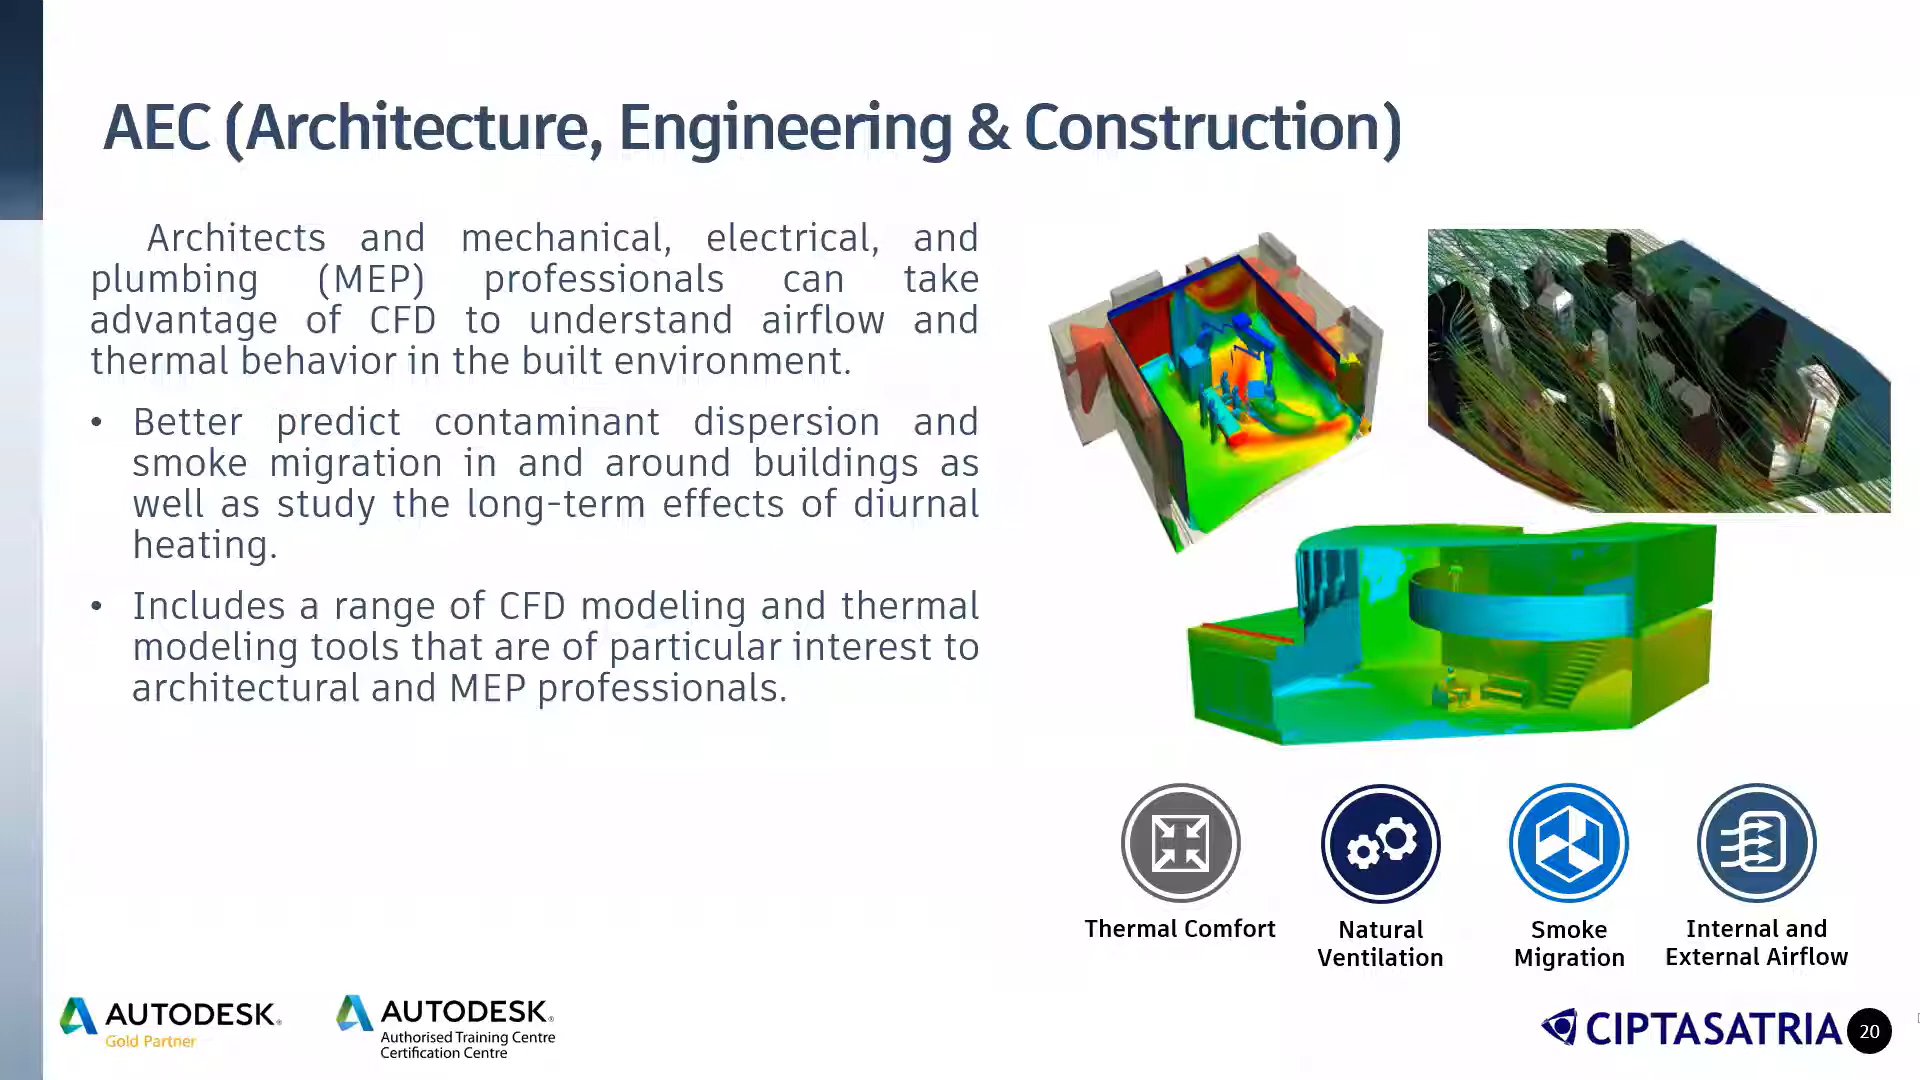 AEC (Architecture, Engineering & Construction)
Architects and mechanical, electrical, and
plumbing (MEP) professionals can take
advantage of CFD to understand airflow and
thermal behavior in the built environment.
• Better predict contaminant dispersion and
smoke migration in and around buildings as
well as study the long-term effects of diurnal
heating.
• Includes a range of CFD modeling and thermal
modeling tools that are of particular interest to
architectural and MEP professionals.
Thermal Comfort
Natural
Ventilation
Smoke
Migration
Internal and
External Airflow
AUTODESK®
Gold Partner
AUTODESK®
Authorised Training Centre
Certification Centre
CIPTASATRIA
20